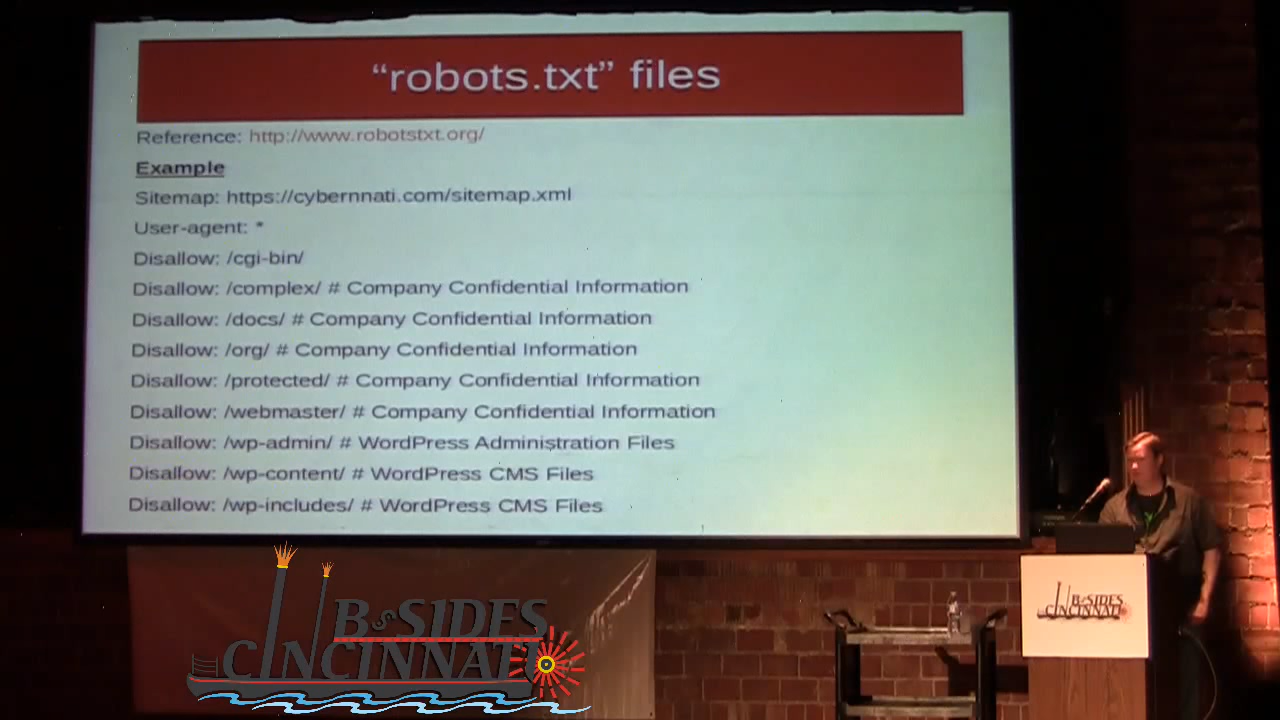 “robots.txt” files
Reference: http://www.robotstxt.org/
Example
Sitemap: https://cybernnati.com/sitemap.xml
User-agent: *
Disallow: /cgi-bin/
Disallow: /complex/ # Company Confidential Information
Disallow: /docs/ # Company Confidential Information
Disallow: /org/ # Company Confidential Information
Disallow: /protected/ # Company Confidential Information
Disallow: /webmaster/ # Company Confidential Information
Disallow: /wp-admin/ # WordPress Administration Files
Disallow: /wp-content/ # WordPress CMS Files
Disallow: /wp-includes/ # WordPress CMS Files
BSIDES
CINCINNATI
BSIDES
CINCINNATI